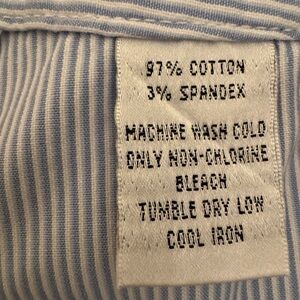 97% COTTON
3% SPANDEX
MACHINE WASH COLD
ONLY NON-CHLORINE
BLEACH
TUMBLE DRY LOW
COOL IRON